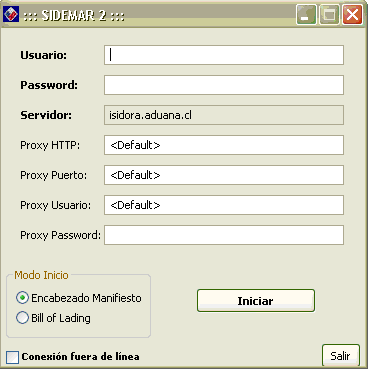 ::: SIDEMAR 2 :::
Usuario:
Password:
Servidor: isidora.aduana.cl
Proxy HTTP: <Default>
Proxy Puerto: <Default>
Proxy Usuario: <Default>
Proxy Password:
Modo Inicio
Encabezado Manifiesto
Bill of Lading
Iniciar
Conexión fuera de línea
Salir